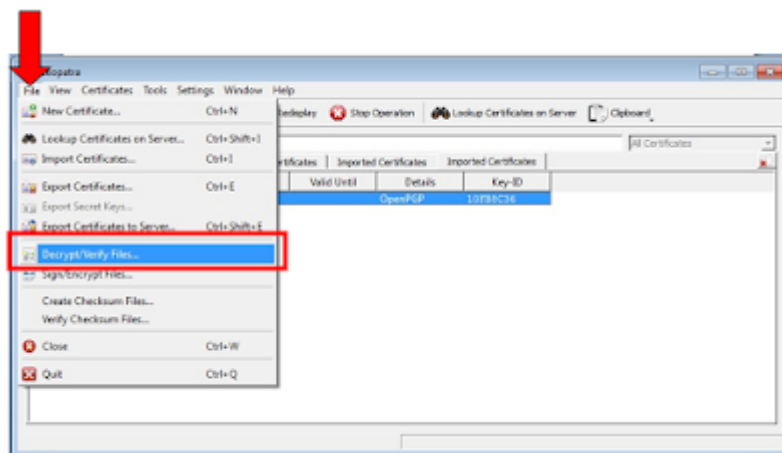 File View Certificates Tools Settings Window Help
New Certificate... Ctrl+N
Redisplay Stop Operation Lookup Certificates on Server Clipboard
Lookup Certificates on Server... Ctrl+Shift+I
All Certificates
Import Certificates... Ctrl+I
Imported Certificates Imported Certificates
Export Certificates... Ctrl+E
Valid Until Details Key-ID
Export Secret Keys...
OpenPGP
Export Certificates to Server... Ctrl+Shift+E
Decrypt/Verify Files...
Sign/Encrypt Files...
Create Checksum Files...
Verify Checksum Files...
Close Ctrl+W
Quit Ctrl+Q